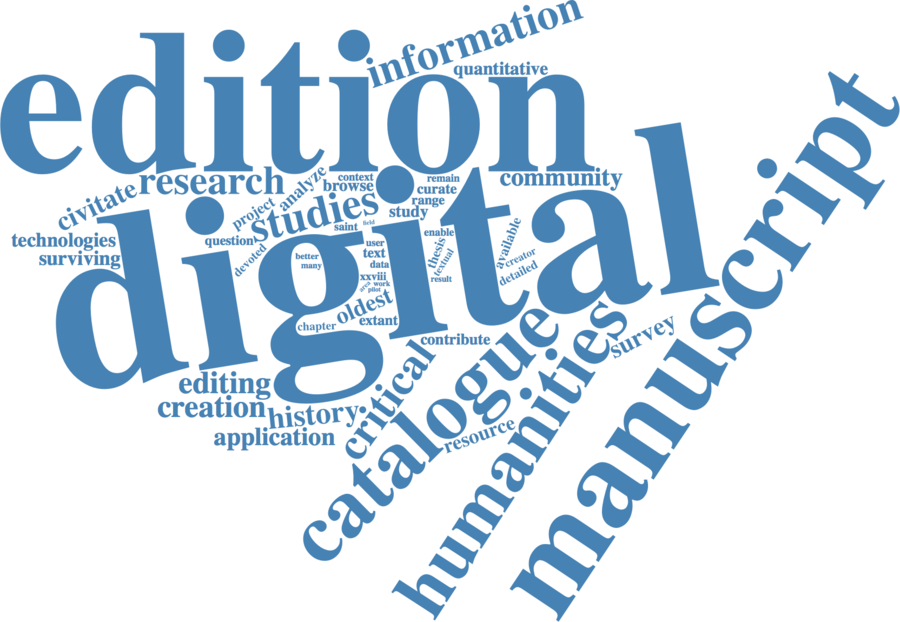 edition
information
quantitative
digital
manuscript
community
research
civitate
analyze
context
browse
remain
curate
range
study
studies
project
saint
field
technologies
surviving
question
devoted
better
many
user
text
data
enable
thesis
textual
result
available
creator
detailed
xxviii
work
pilot
oldest
extant
chapter
contribute
survey
editing
creation
history
application
critical
catalogue
resource
humanities